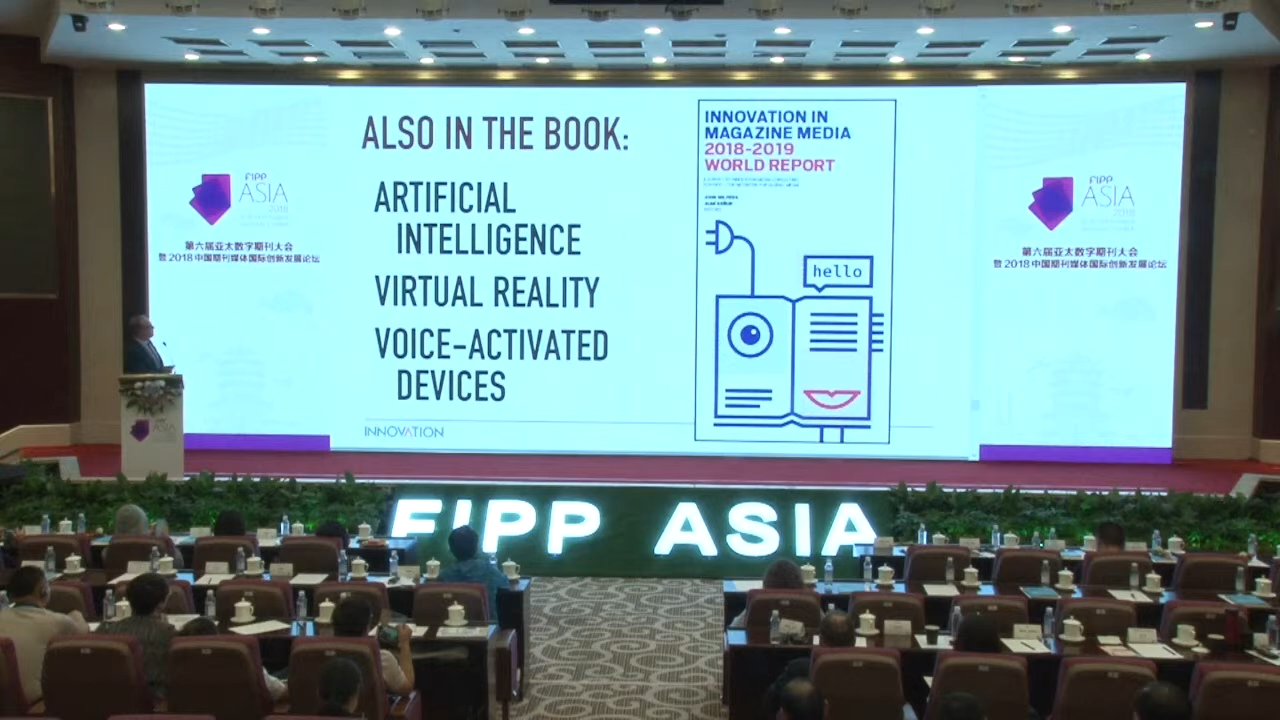 FIPP
ASIA
2018
第六届亚太数字期刊大会
暨2018中国期刊媒体国际创新发展论坛
ALSO IN THE BOOK:
ARTIFICIAL
INTELLIGENCE
VIRTUAL REALITY
VOICE-ACTIVATED
DEVICES
INNOVATION
INNOVATION IN
MAGAZINE MEDIA
2018-2019
WORLD REPORT
hello
FIPP
ASIA
2018
第六届亚太数字期刊大会
暨2018中国期刊媒体国际创新发展论坛
FIPP
ASIA
FIPP ASIA